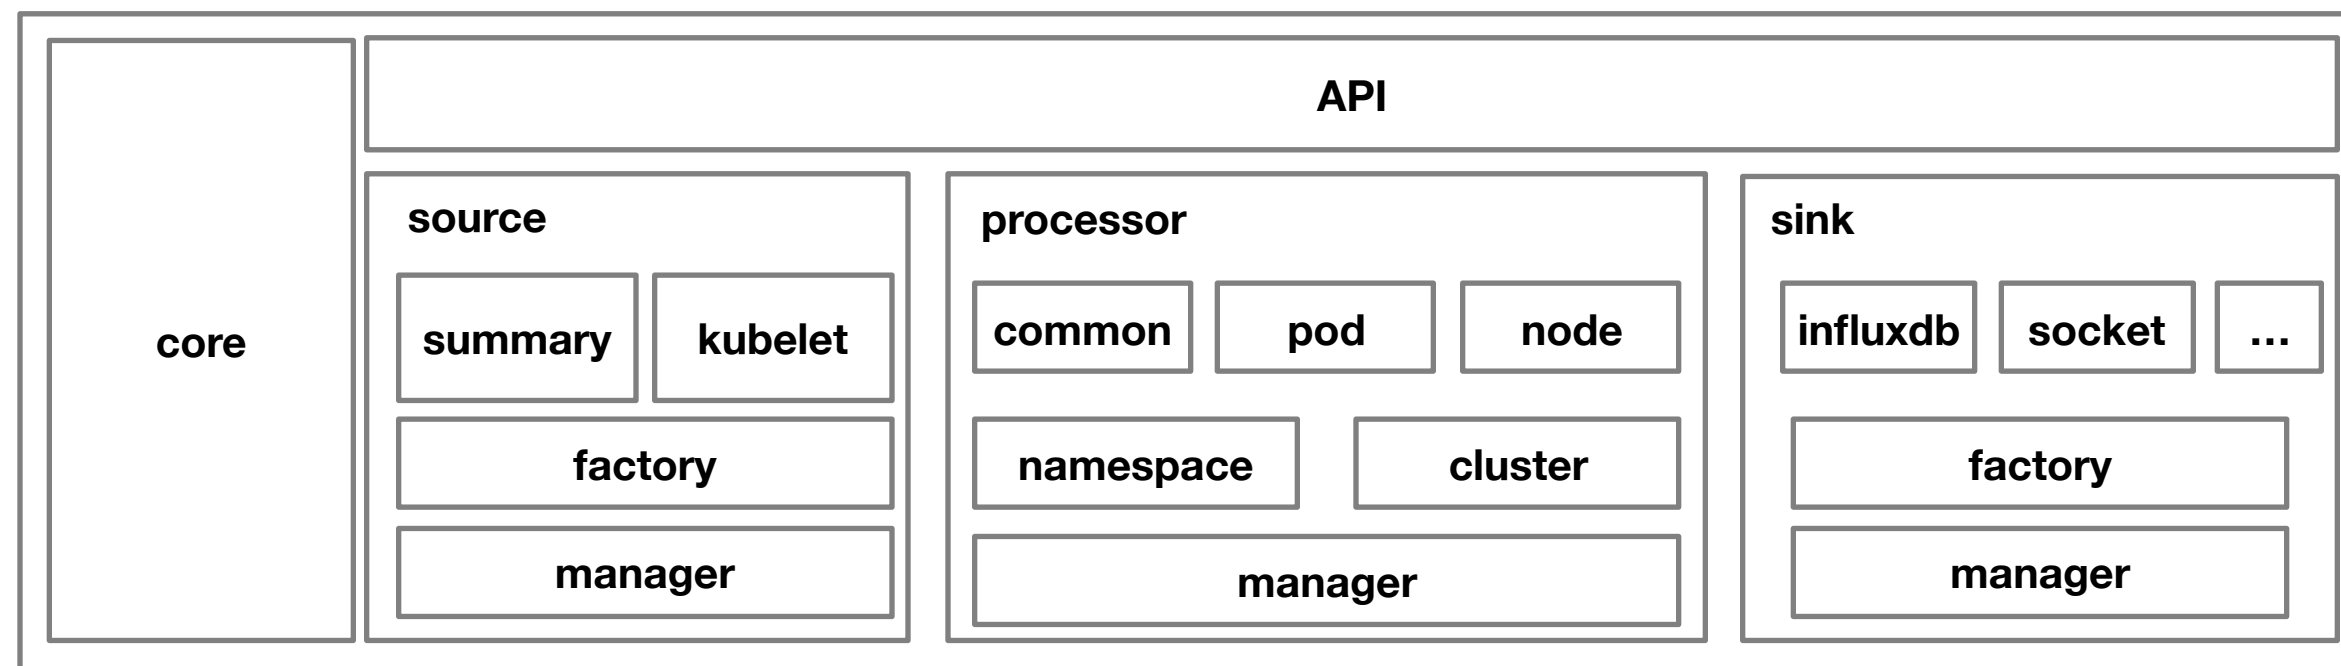 API
core
source
summary
kubelet
factory
manager
processor
common
pod
node
namespace
cluster
manager
sink
influxdb
socket
...
factory
manager